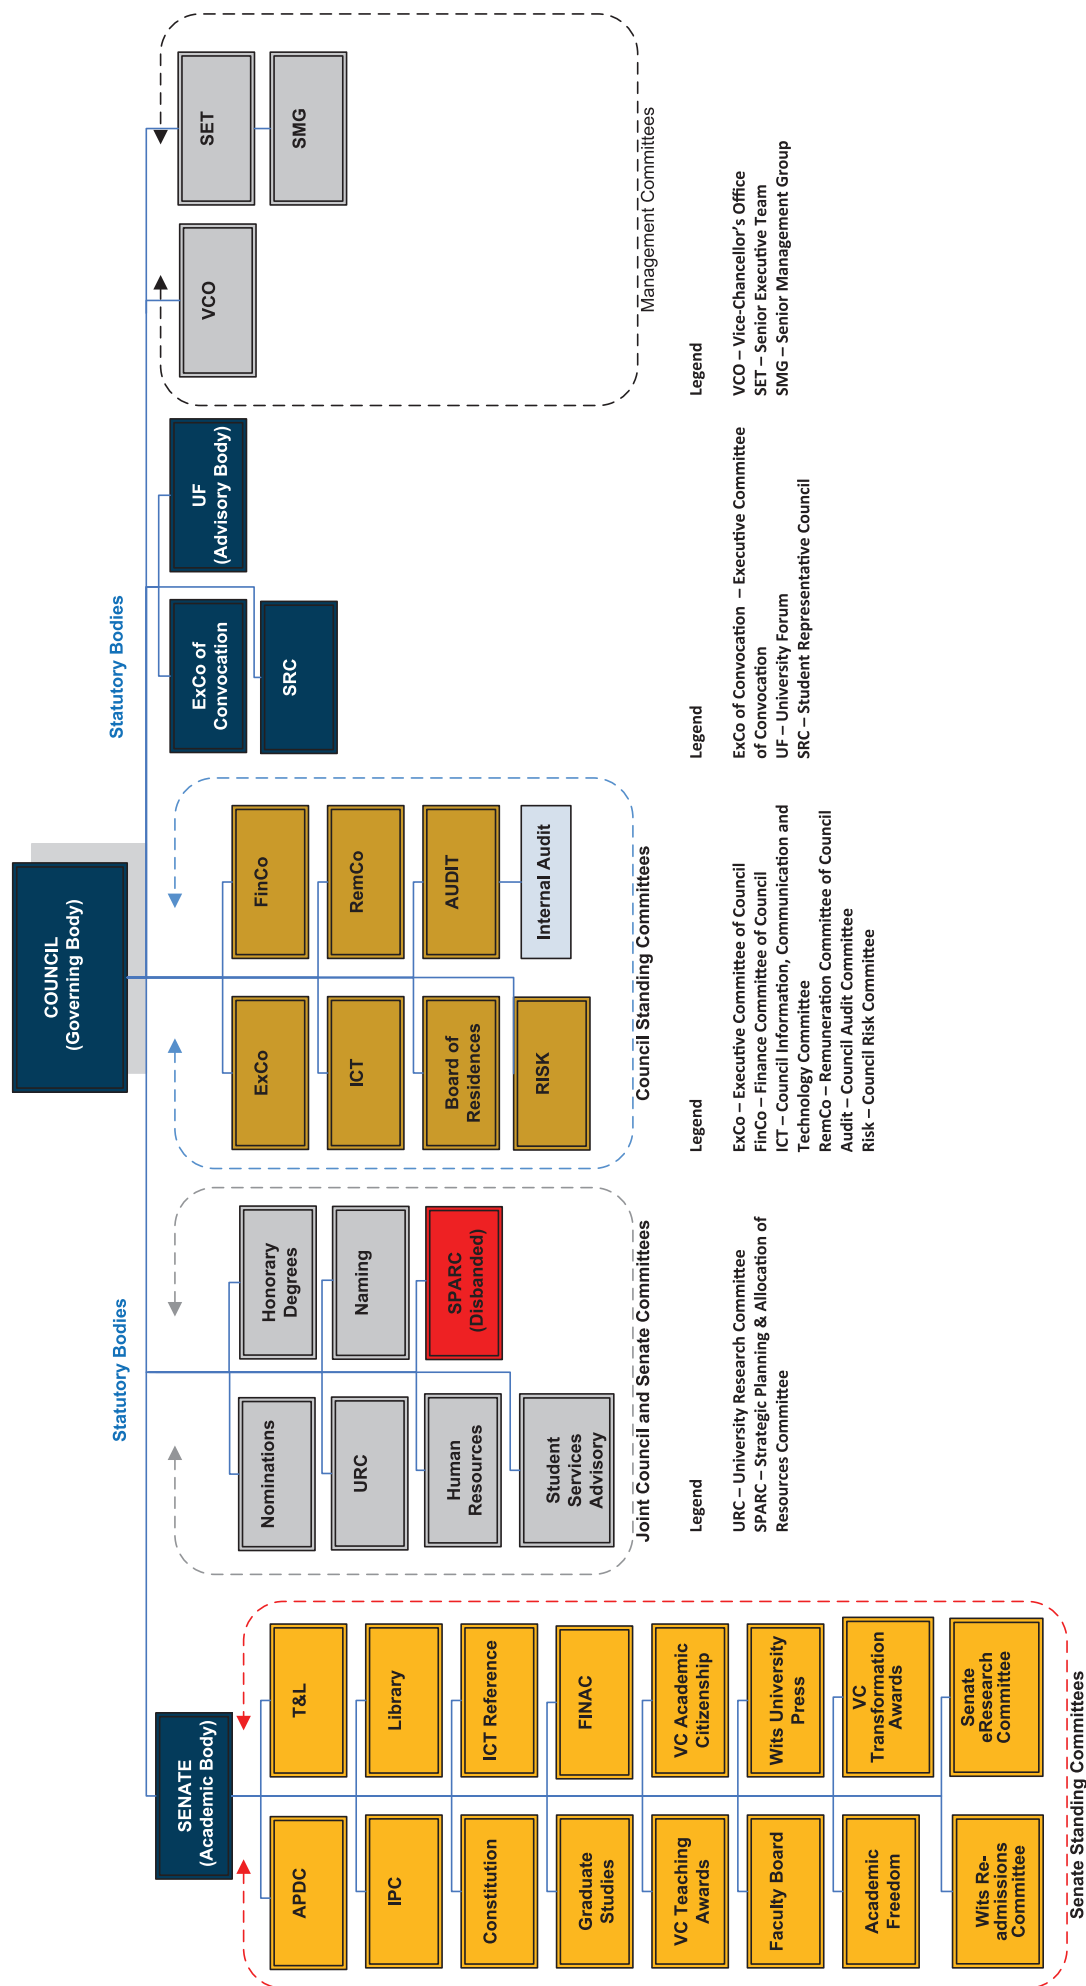 COUNCIL
(Governing Body)
Statutory Bodies
Statutory Bodies
SENATE
(Academic Body)
APDC
T&L
IPC
Library
Constitution
ICT Reference
Graduate
Studies
FINAC
VC Teaching
Awards
VC Academic
Citizenship
Faculty Board
Wits University
Press
Academic
Freedom
VC
Transformation
Awards
Wits Re-
admissions
Committee
Senate
eResearch
Committee
Senate Standing Committees
Nominations
Honorary
Degrees
URC
Naming
Human
Resources
SPARC
(Disbanded)
Student
Services
Advisory
Joint Council and Senate Committees
Legend
URC – University Research Committee
SPARC – Strategic Planning & Allocation of
Resources Committee
ExCo
FinCo
ICT
RemCo
Board of
Residences
AUDIT
RISK
Internal Audit
Council Standing Committees
Legend
ExCo – Executive Committee of Council
FinCo – Finance Committee of Council
ICT – Council Information, Communication and
Technology Committee
RemCo – Remuneration Committee of Council
Audit – Council Audit Committee
Risk – Council Risk Committee
ExCo of
Convocation
UF
(Advisory Body)
SRC
Legend
ExCo of Convocation – Executive Committee
of Convocation
UF – University Forum
SRC – Student Representative Council
VCO
SET
SMG
Management Committees
Legend
VCO – Vice-Chancellor's Office
SET – Senior Executive Team
SMG – Senior Management Group